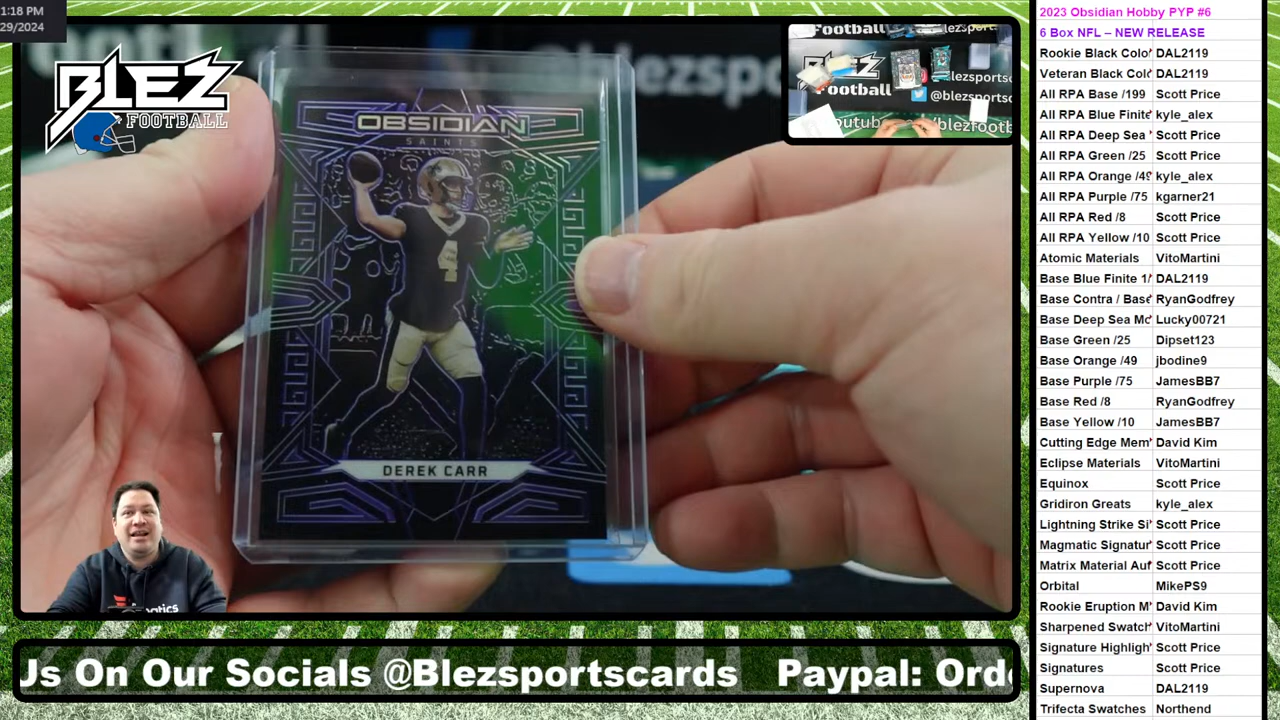 1:18 PM
29/2024
BLEZ
FOOTBALL
OBSIDIAN
SAINTS
4
DEREK CARR
Football
@blezsports
Us On Our Socials @Blezsportscards Paypal: Ord
2023 Obsidian Hobby PYP #6
6 Box NFL – NEW RELEASE
Rookie Black Colo DAL2119
Veteran Black Col DAL2119
All RPA Base /199 Scott Price
All RPA Blue Finite kyle_alex
All RPA Deep Sea Scott Price
All RPA Green /25 Scott Price
All RPA Orange /49 kyle_alex
All RPA Purple /75 kgarner21
All RPA Red /8 Scott Price
All RPA Yellow /10 Scott Price
Atomic Materials VitoMartini
Base Blue Finite 1/ DAL2119
Base Contra / Base RyanGodfrey
Base Deep Sea Mo Lucky00721
Base Green /25 Dipset123
Base Orange /49 jbodine9
Base Purple /75 JamesBB7
Base Red /8 RyanGodfrey
Base Yellow /10 JamesBB7
Cutting Edge Mem David Kim
Eclipse Materials VitoMartini
Equinox Scott Price
Gridiron Greats kyle_alex
Lightning Strike Si Scott Price
Magmatic Signatur Scott Price
Matrix Material Aut Scott Price
Orbital MikePS9
Rookie Eruption M David Kim
Sharpened Swatch VitoMartini
Signature Highligh Scott Price
Signatures Scott Price
Supernova DAL2119
Trifecta Swatches Northend